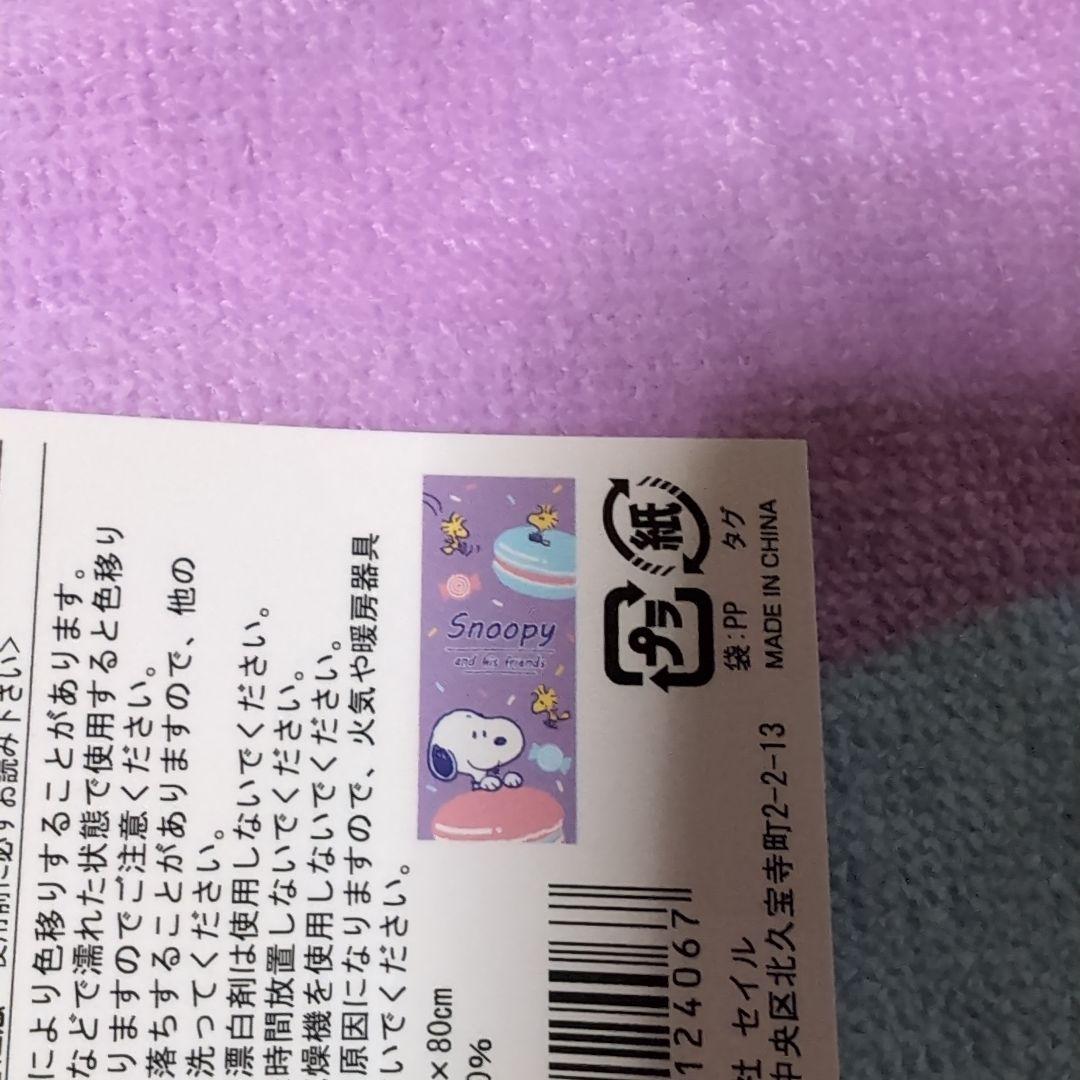 使用前に必ずお読み下さい>
により色移りすることがあります。
などで濡れた状態で使用すると色移り
りますのでご注意ください。
落ちすることがありますので、他の
洗ってください。
漂白剤は使用しないでください。
時間放置しないでください。
燥機を使用しないでください。
原因になりますので、火気や暖房器具
いでください。
×80cm
0%
Snoopy
and his friends
124067
プラ
紙
袋:PP
タグ
MADE IN CHINA
社 セイル
中央区北久宝寺町2-2-13